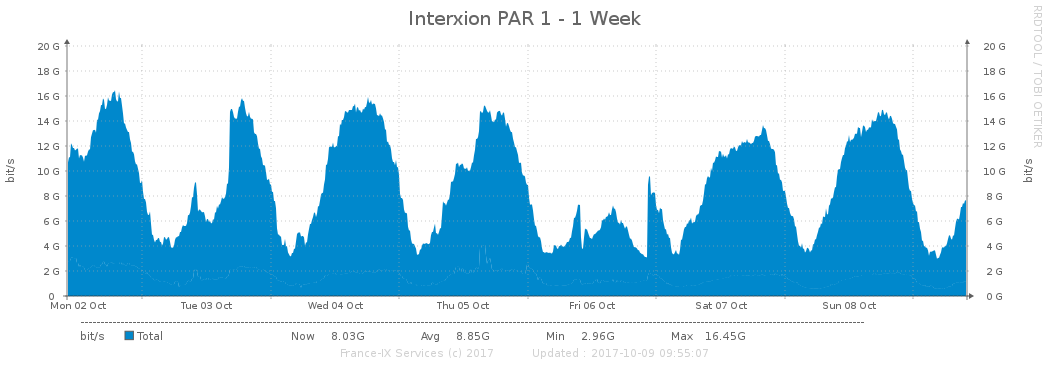 Interxion PAR 1 - 1 Week
RRDTOOL / TOBI OETIKER
20 G 20 G
18 G 18 G
16 G 16 G
14 G 14 G
12 G 12 G
10 G 10 G
8 G 8 G
6 G 6 G
4 G 4 G
2 G 2 G
0 0 G
bit/s
bit/s
Mon 02 Oct Tue 03 Oct Wed 04 Oct Thu 05 Oct Fri 06 Oct Sat 07 Oct Sun 08 Oct
bit/s Total Now 8.03G Avg 8.85G Min 2.96G Max 16.45G
France-IX Services (c) 2017 Updated : 2017-10-09 09:55:07